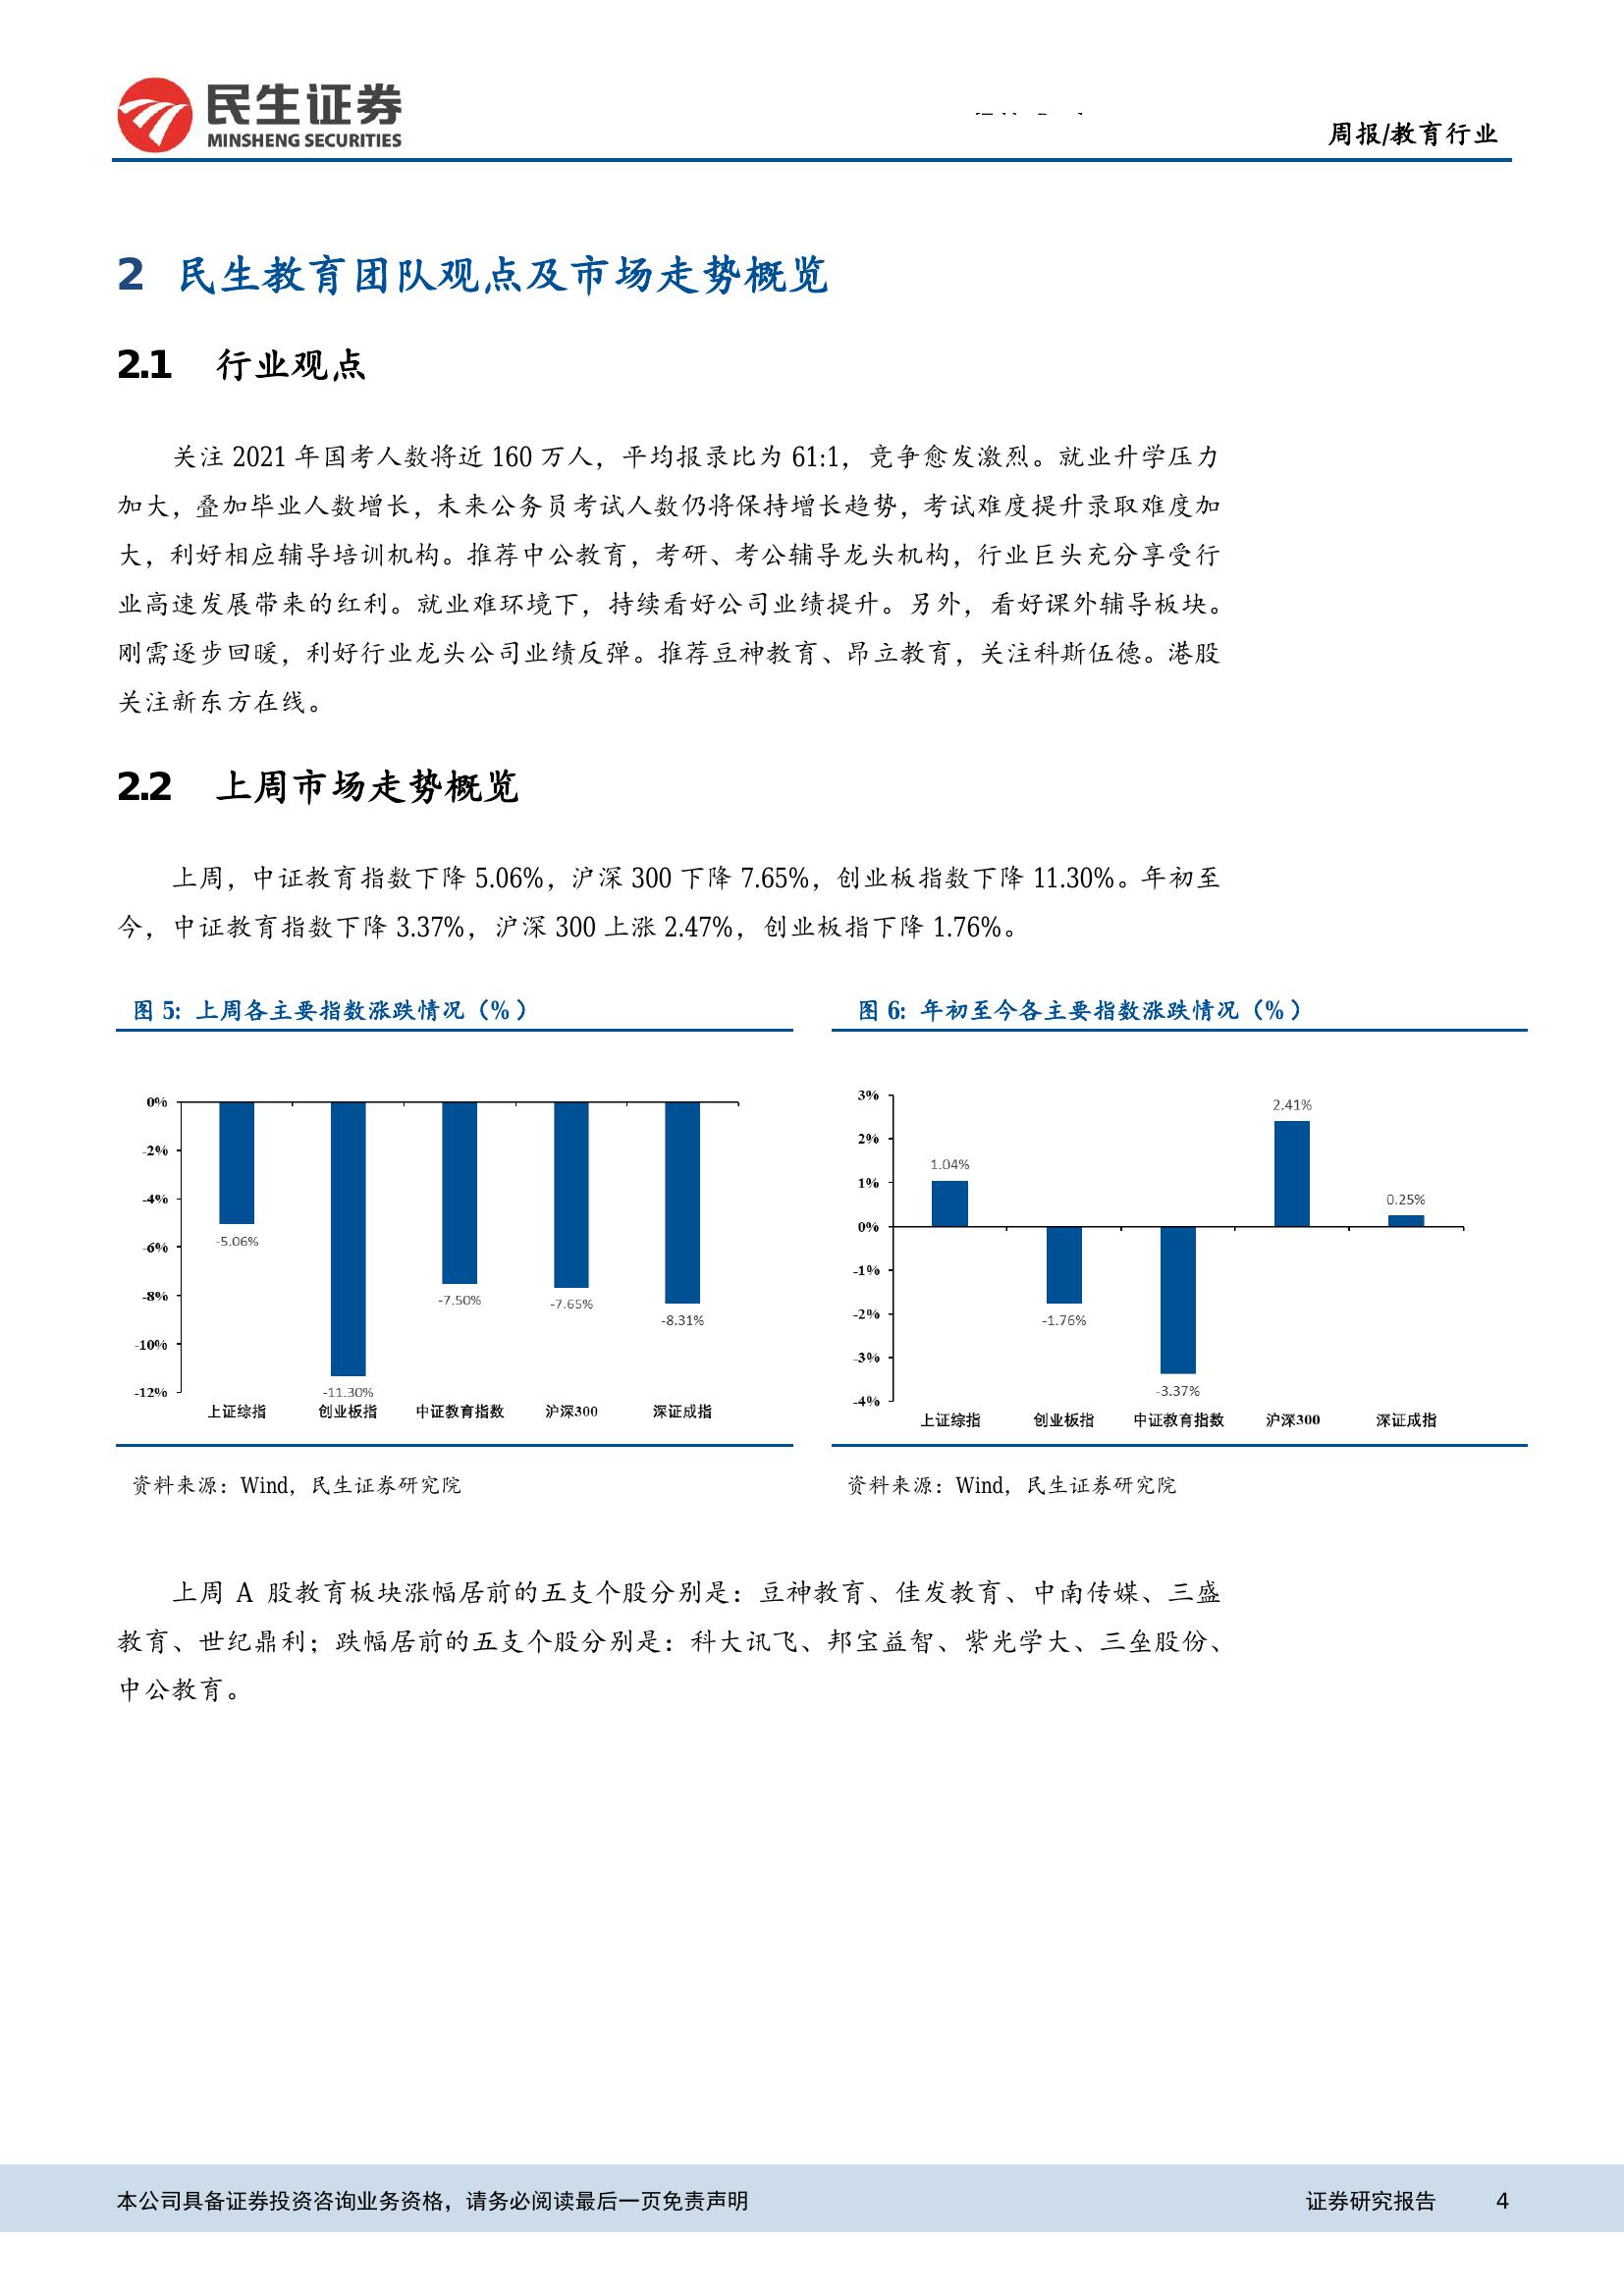 民生证券
MINSHENG SECURITIES
周报/教育行业
2 民生教育团队观点及市场走势概览
2.1 行业观点
关注 2021 年国考人数将近 160 万人，平均报录比为 61:1，竞争愈发激烈。就业升学压力
加大，叠加毕业人数增长，未来公务员考试人数仍将保持增长趋势，考试难度提升录取难度加
大，利好相应辅导培训机构。推荐中公教育，考研、考公辅导龙头机构，行业巨头充分享受行
业高速发展带来的红利。就业难环境下，持续看好公司业绩提升。另外，看好课外辅导板块。
刚需逐步回暖，利好行业龙头公司业绩反弹。推荐豆神教育、昂立教育，关注科斯伍德。港股
关注新东方在线。
2.2 上周市场走势概览
上周，中证教育指数下降 5.06%，沪深 300 下降 7.65%，创业板指数下降 11.30%。年初至
今，中证教育指数下降 3.37%，沪深 300 上涨 2.47%，创业板指下降 1.76%。
图 5：上周各主要指数涨跌情况（%）
0%
-2%
-4%
-6%
-8%
-10%
-12%
-5.06%
-11.30%
-7.50%
-7.65%
-8.31%
上证综指 创业板指 中证教育指数 沪深300 深证成指
资料来源：Wind，民生证券研究院
图 6：年初至今各主要指数涨跌情况（%）
3%
2%
1%
0%
-1%
-2%
-3%
-4%
1.04%
-1.76%
-3.37%
2.41%
0.25%
上证综指 创业板指 中证教育指数 沪深300 深证成指
资料来源：Wind，民生证券研究院
上周 A 股教育板块涨幅居前的五支个股分别是：豆神教育、佳发教育、中南传媒、三盛
教育、世纪鼎利；跌幅居前的五支个股分别是：科大讯飞、邦宝益智、紫光学大、三垒股份、
中公教育。
本公司具备证券投资咨询业务资格，请务必阅读最后一页免责声明
证券研究报告 4